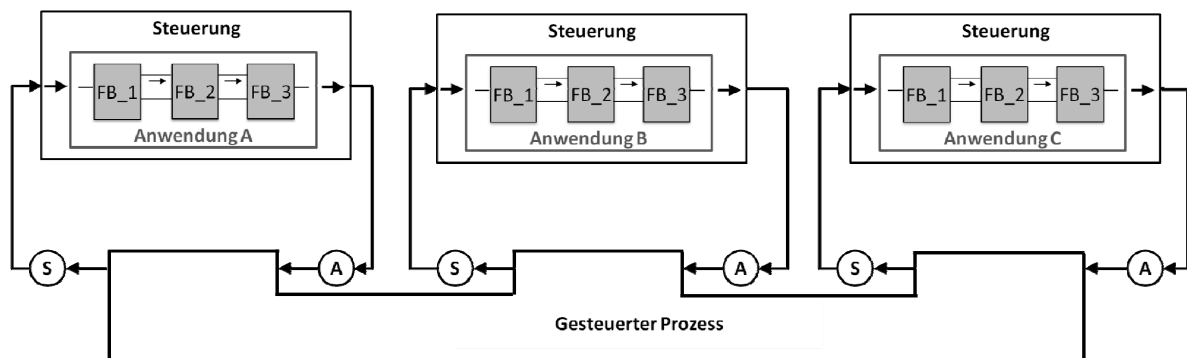 Steuerung
FB_1 FB_2 FB_3
Anwendung A
Steuerung
FB_1 FB_2 FB_3
Anwendung B
Steuerung
FB_1 FB_2 FB_3
Anwendung C
S
A
S
A
S
A
Gesteuerter Prozess